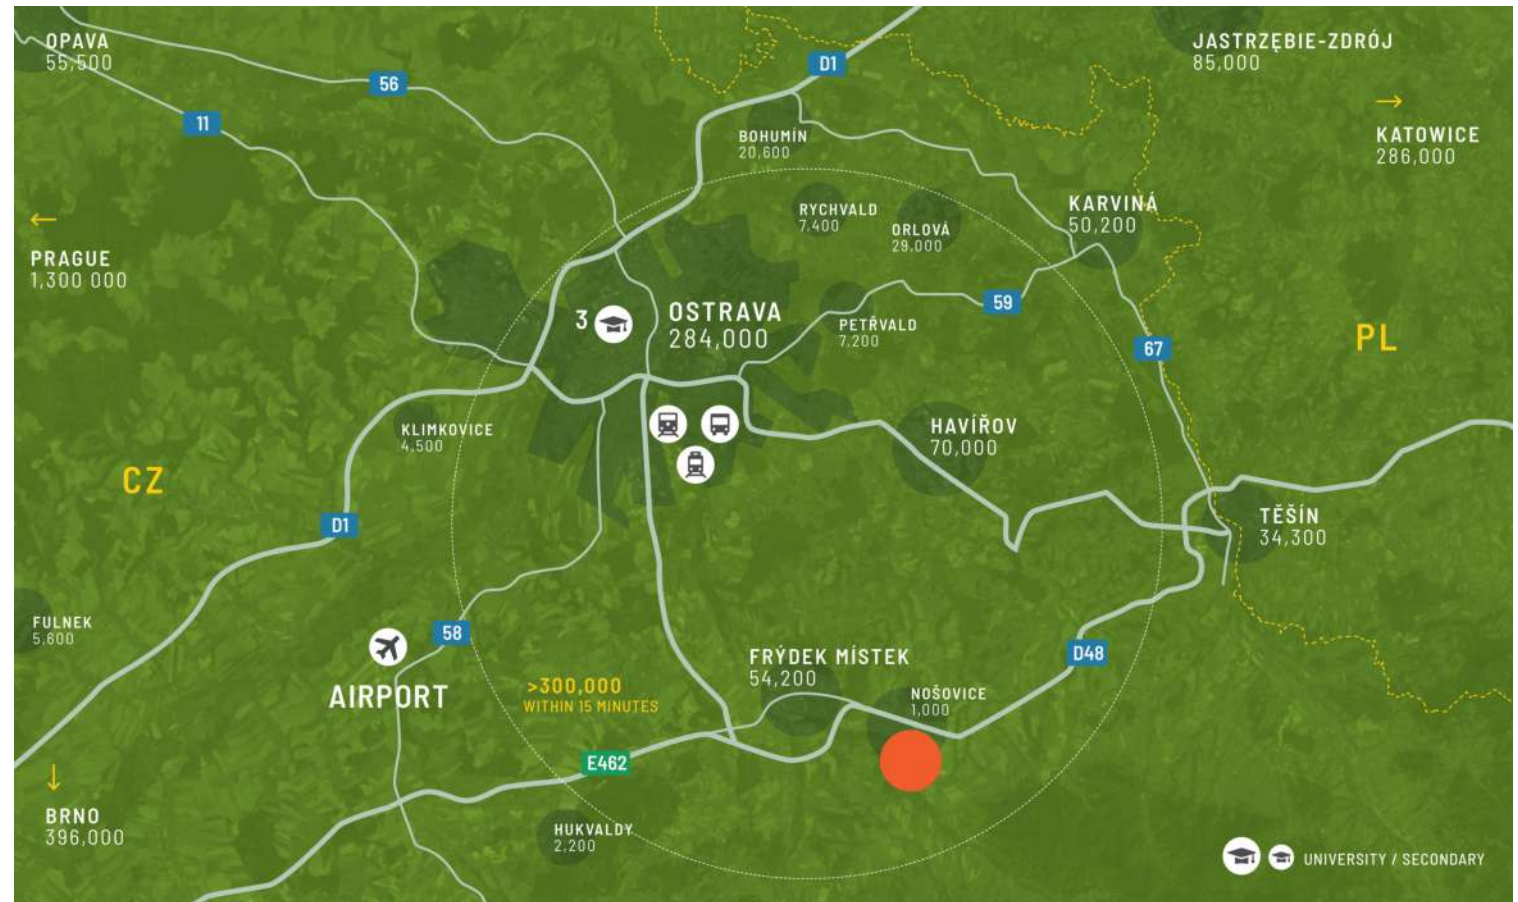 OPAVA
55,500
56
11
D1
JASTRZĘBIE-ZDRÓJ
85,000
→
KATOWICE
286,000
BOHUMÍN
20,600
←
PRAGUE
1,300 000
RYCHVALD
7,400
ORLOVÁ
29,000
KARVINÁ
50,200
3
OSTRAVA
284,000
PETŘVALD
7,200
59
67
PL
KLIMKOVICE
4,500
HAVÍŘOV
70,000
CZ
D1
TĚŠÍN
34,300
FULNEK
5,600
58
AIRPORT
>300,000
WITHIN 15 MINUTES
FRÝDEK MÍSTEK
54,200
NOŠOVICE
1,000
D48
E462
↓
BRNO
396,000
HUKVALDY
2,200
UNIVERSITY / SECONDARY